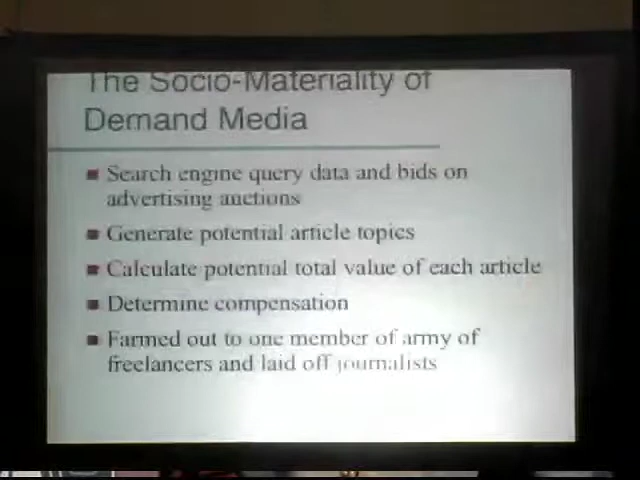 The Socio-Materiality of
Demand Media
Search engine query data and bids on
advertising auctions
Generate potential article topics
Calculate potential total value of each article
Determine compensation
Farmed out to one member of army of
freelancers and laid off journalists